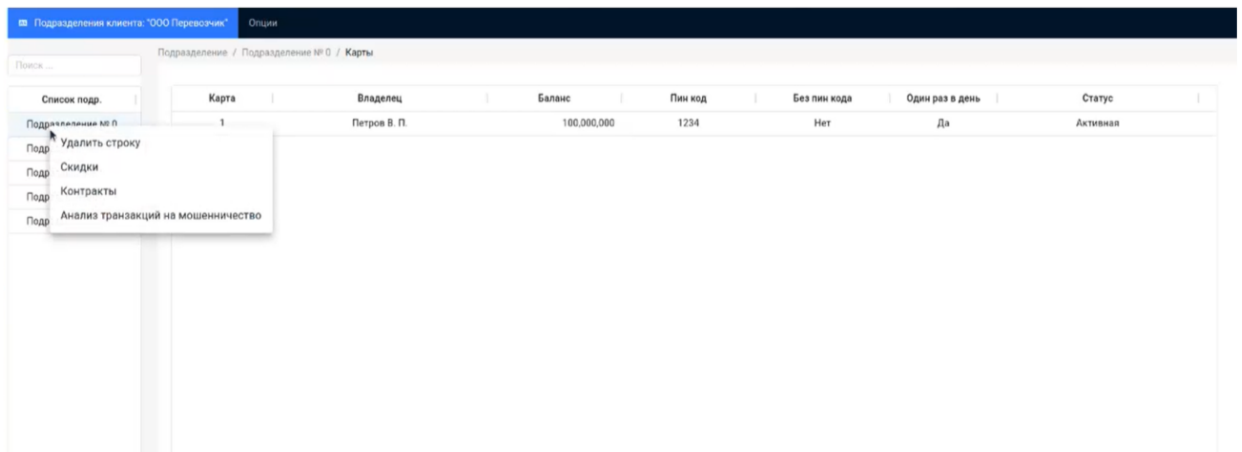 Подразделения клиента: "ООО Перевозчик" Опции
Подразделение / Подразделение № 0 / Карты
Поиск ...
Список подр. Карта Владелец Баланс Пин код Без пин кода Один раз в день Статус
Подразделение № 0 1 Петров В. П. 100,000,000 1234 Нет Да Активная
Удалить строку
Подр
Скидки
Подр
Контракты
Подр
Анализ транзакций на мошенничество
Подр